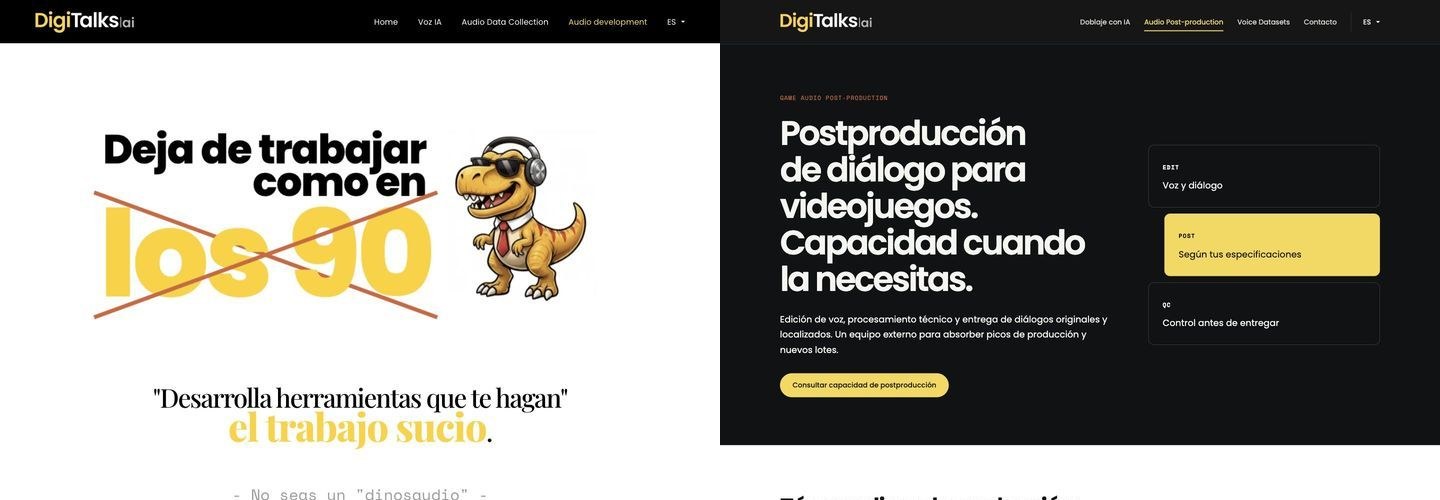 DigiTalks|ai
Home
Voz IA
Audio Data Collection
Audio development
ES
Deja de trabajar
como en
los 90
"Desarrolla herramientas que te hagan"
el trabajo sucio.
- No seas un "dinosaudio" -
DigiTalks|ai
Doblaje con IA
Audio Post-production
Voice Datasets
Contacto
ES
GAME AUDIO POST-PRODUCTION
Postproducción
de diálogo para
videojuegos.
Capacidad cuando
la necesitas.
Edición de voz, procesamiento técnico y entrega de diálogos originales y
localizados. Un equipo externo para absorber picos de producción y
nuevos lotes.
Consultar capacidad de postproducción
EDIT
Voz y diálogo
POST
Según tus especificaciones
QC
Control antes de entregar